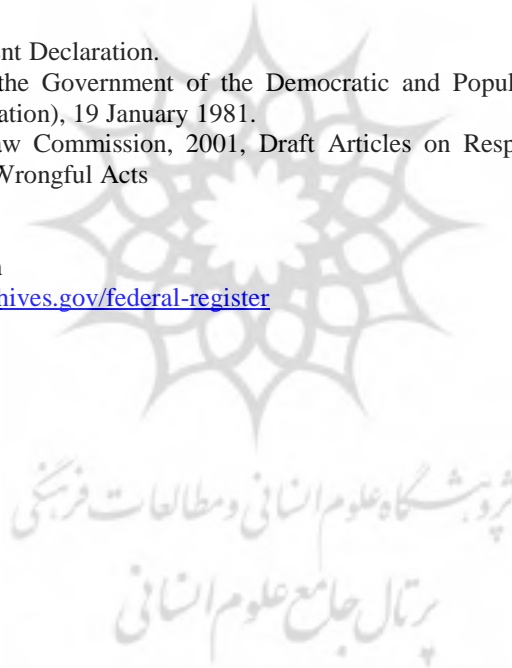 nt Declaration.
the Government of the Democratic and Popul
ation), 19 January 1981.
w Commission, 2001, Draft Articles on Resp
Wrongful Acts
hives.gov/federal-register
پژوهشگاه علوم انسانی و مطالعات فرهنگی
پرتال جامع علوم انسانی